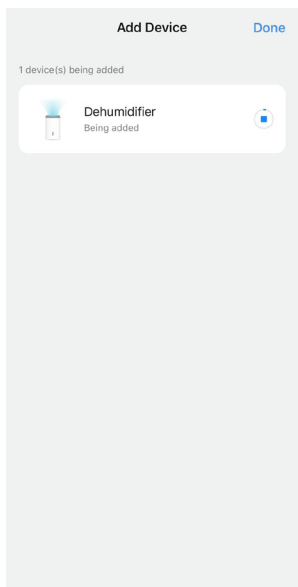 Add Device
Done
1 device(s) being added
Dehumidifier
Being added